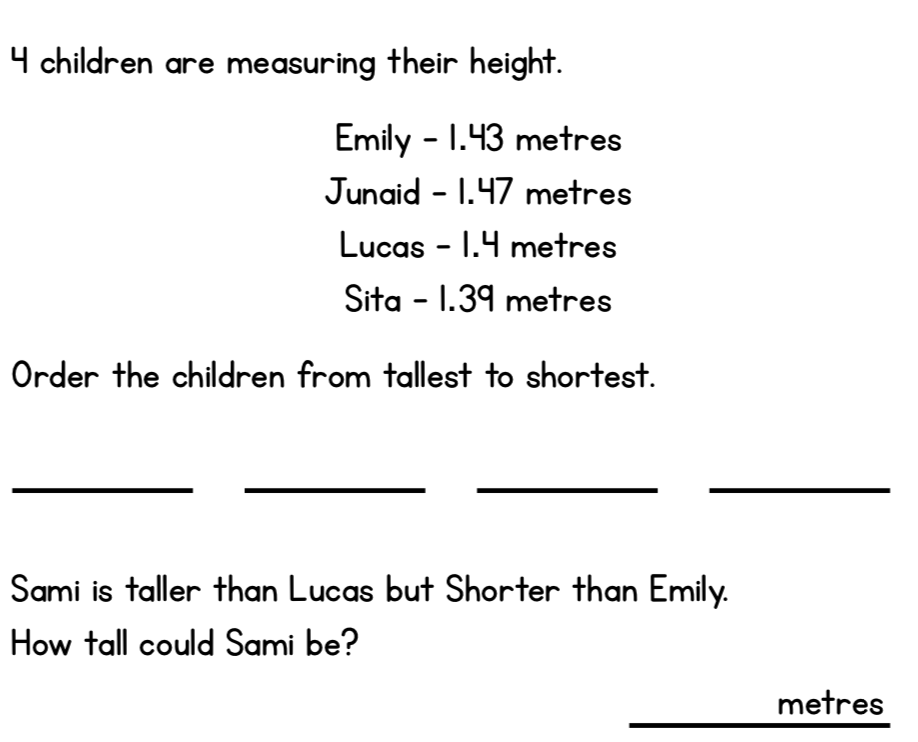 4 children are measuring their height.
Emily - 1.43 metres
Junaid - 1.47 metres
Lucas - 1.4 metres
Sita - 1.39 metres
Order the children from tallest to shortest.
Sami is taller than Lucas but Shorter than Emily.
How tall could Sami be?
metres